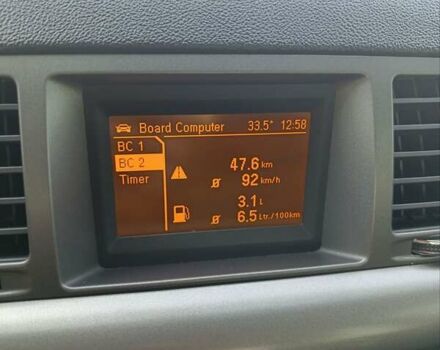 Board Computer 33.5° 12:58
BC 1
BC 2
Timer
47.6 km
Ø 92 km/h
3.1 L
Ø 6.5 Ltr./100km